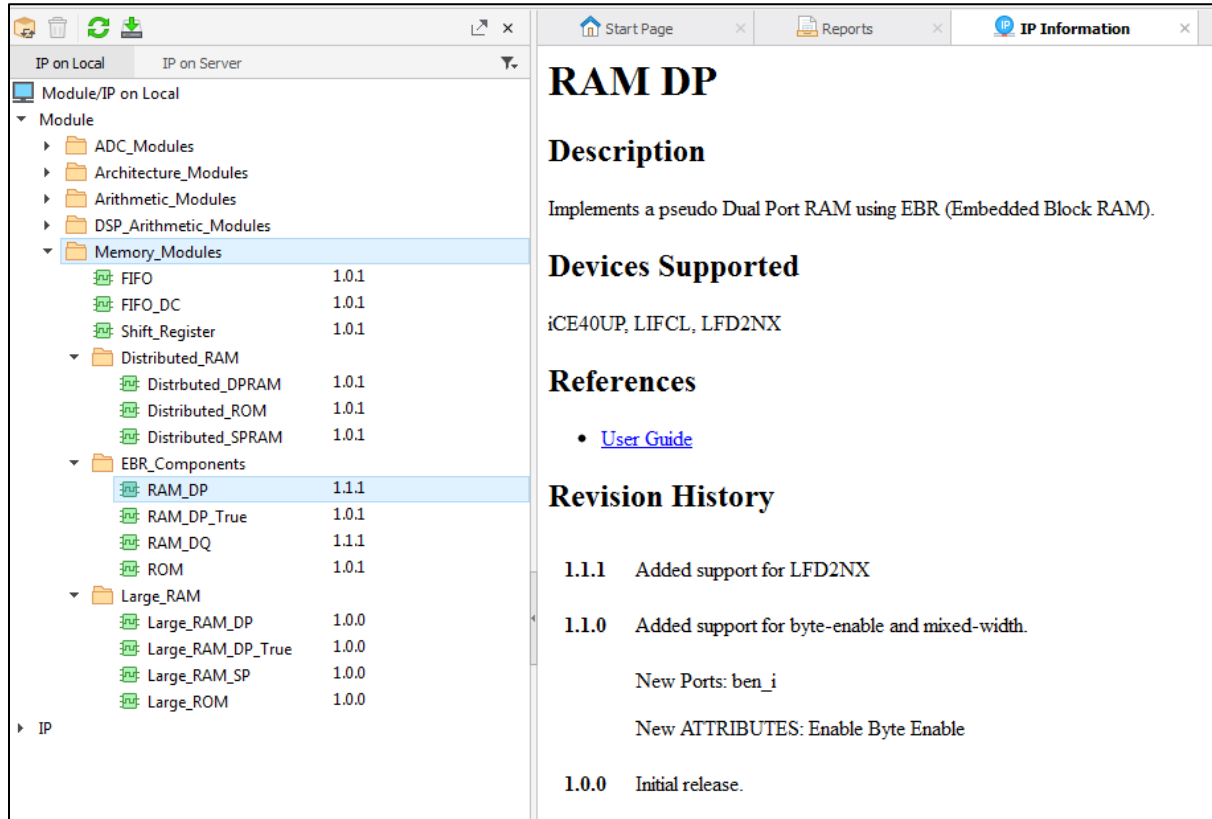 IP on Local IP on Server
Module/IP on Local
Module
ADC_Modules
Architecture_Modules
Arithmetic_Modules
DSP_Arithmetic_Modules
Memory_Modules
FIFO 1.0.1
FIFO_DC 1.0.1
Shift_Register 1.0.1
Distributed_RAM
Distrbuted_DPRAM 1.0.1
Distributed_ROM 1.0.1
Distributed_SPRAM 1.0.1
EBR_Components
RAM_DP 1.1.1
RAM_DP_True 1.0.1
RAM_DQ 1.1.1
ROM 1.0.1
Large_RAM
Large_RAM_DP 1.0.0
Large_RAM_DP_True 1.0.0
Large_RAM_SP 1.0.0
Large_ROM 1.0.0
IP
Start Page Reports IP IP Information
RAM DP
Description
Implements a pseudo Dual Port RAM using EBR (Embedded Block RAM).
Devices Supported
iCE40UP, LIFCL, LFD2NX
References
• User Guide
Revision History
1.1.1 Added support for LFD2NX
1.1.0 Added support for byte-enable and mixed-width.
New Ports: ben_i
New ATTRIBUTES: Enable Byte Enable
1.0.0 Initial release.